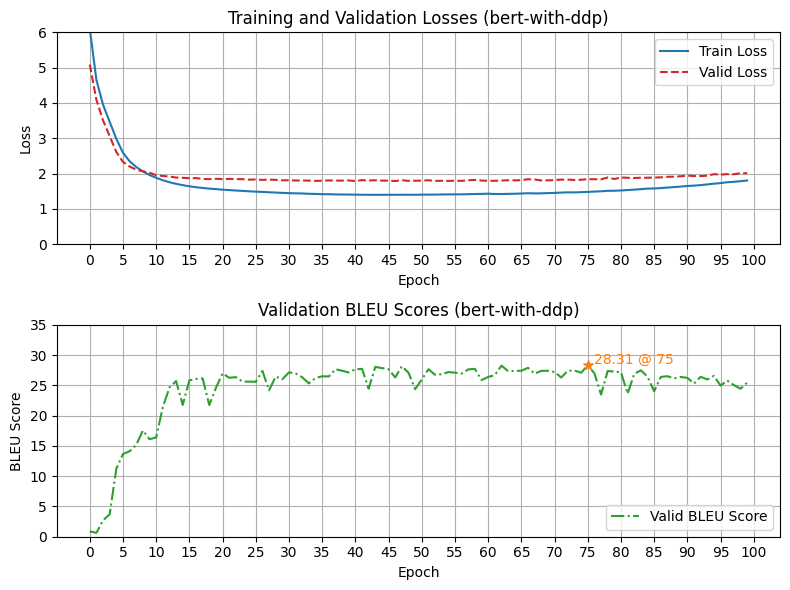 Training and Validation Losses (bert-with-ddp)
6
5
4
3
2
1
0
Loss
Train Loss
Valid Loss
0 5 10 15 20 25 30 35 40 45 50 55 60 65 70 75 80 85 90 95 100
Epoch
Validation BLEU Scores (bert-with-ddp)
35
30
25
20
15
10
5
0
BLEU Score
28.31 @ 75
Valid BLEU Score
0 5 10 15 20 25 30 35 40 45 50 55 60 65 70 75 80 85 90 95 100
Epoch